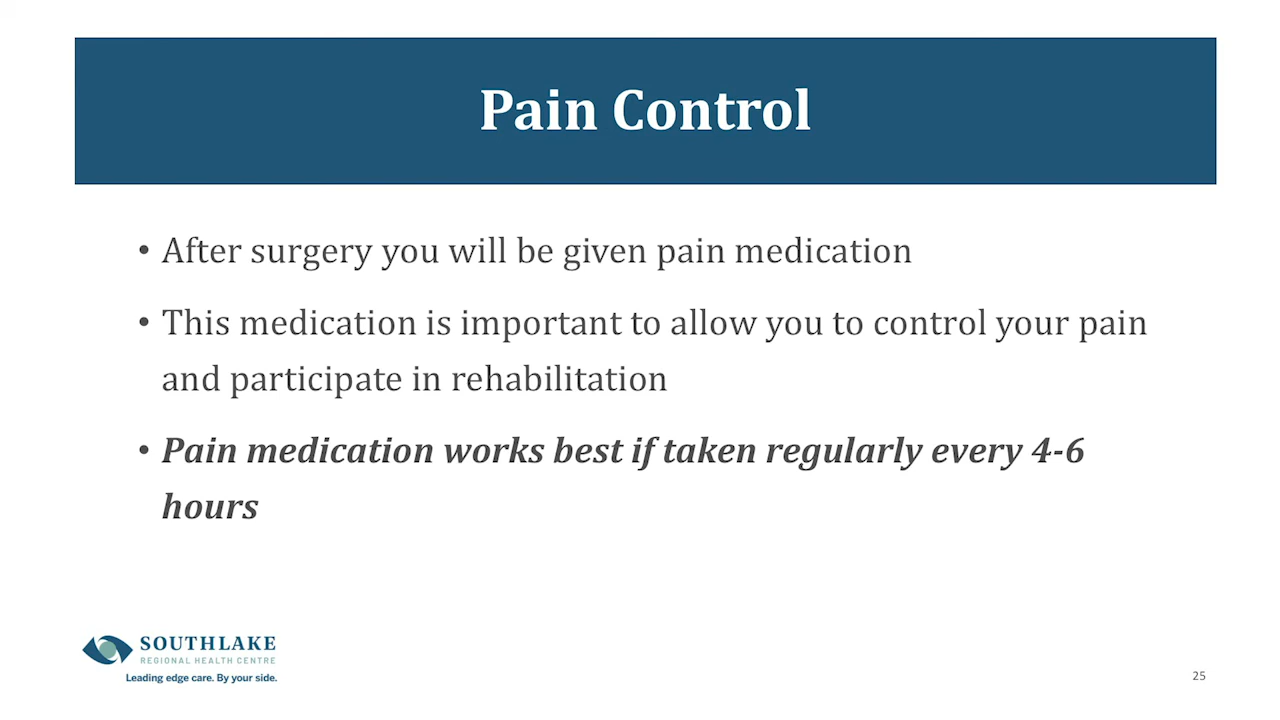 Pain Control
• After surgery you will be given pain medication
• This medication is important to allow you to control your pain
and participate in rehabilitation
• Pain medication works best if taken regularly every 4-6
hours
SOUTHLAKE
REGIONAL HEALTH CENTRE
Leading edge care. By your side.
25